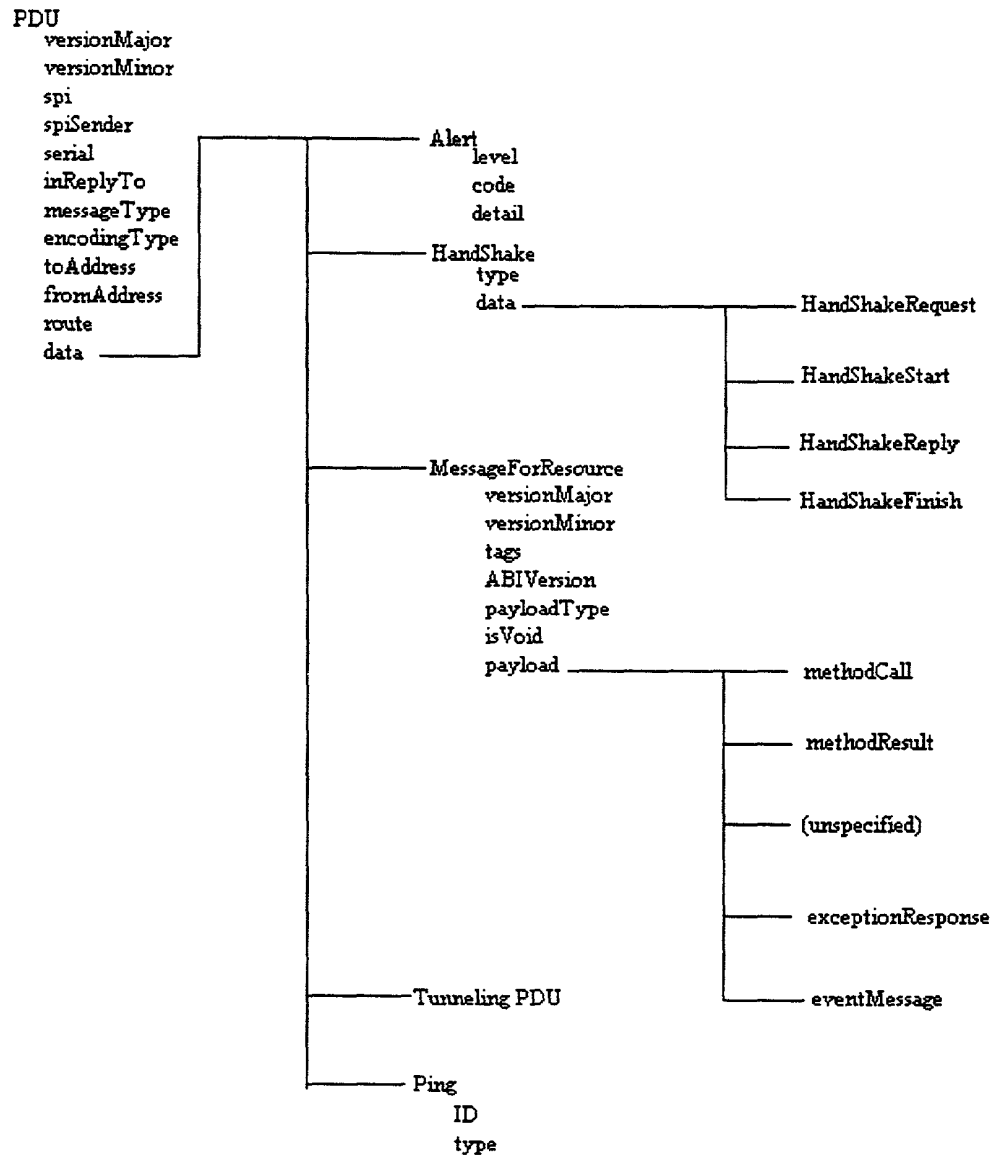 PDU
versionMajor
versionMinor
spi
spiSender
serial
inReplyTo
messageType
encodingType
toAddress
fromAddress
route
data
Alert
level
code
detail
HandShake
type
data
HandShakeRequest
HandShakeStart
HandShakeReply
HandShakeFinish
MessageForResource
versionMajor
versionMinor
tags
ABIVersion
payloadType
isVoid
payload
methodCall
methodResult
(unspecified)
exceptionResponse
eventMessage
Tunneling PDU
Ping
ID
type